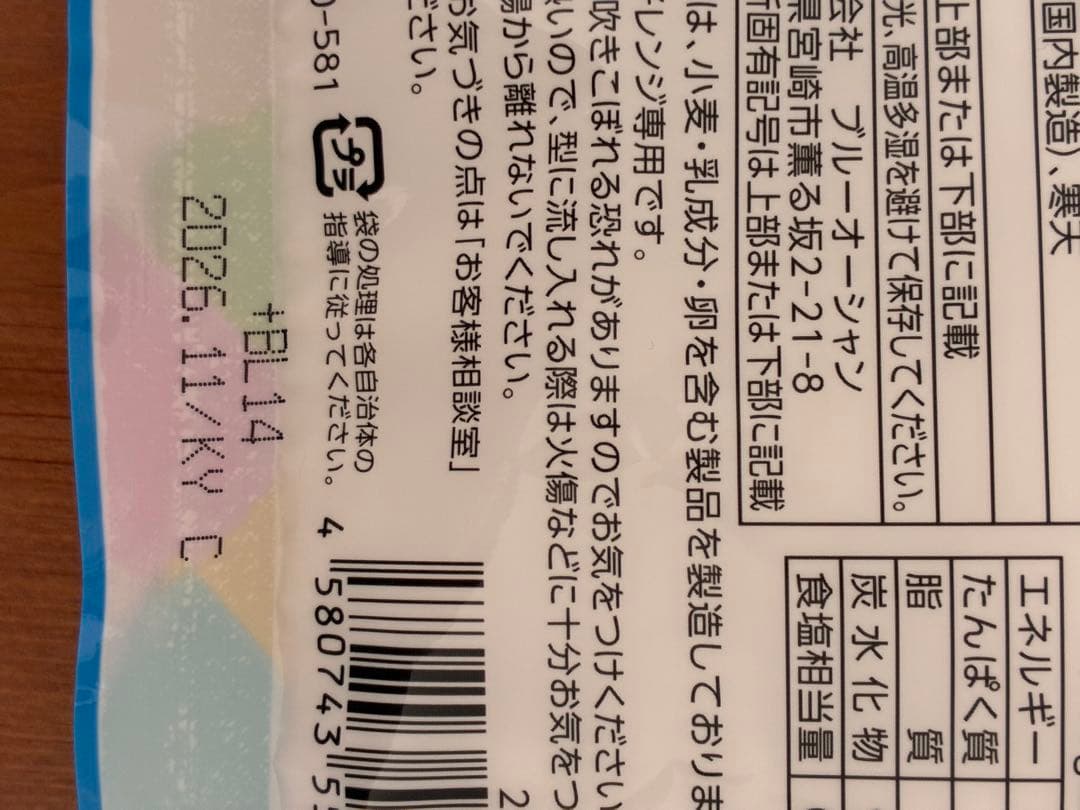 国内製造)、寒天
上部または下部に記載
光、高温多湿を避けて保存してください。
会社 ブルーオーシャン
県宮崎市薫る坂2-21-8
所固有記号は上部または下部に記載
エネルギー
たんぱく質
脂質
炭水化物
食塩相当量
は、小麦・乳成分・卵を含む製品を製造しておりま
レンジ専用です。
吹きこぼれる恐れがありますのでお気をつけください
いので、型に流し入れる際は火傷などに十分お気をつ
場から離れないでください。
お気づきの点は「お客様相談室」
ださい。
0-581
プラ
袋の処理は各自治体の
指導に従ってください。
4 580743 5
+BL14
2026.11/KY C